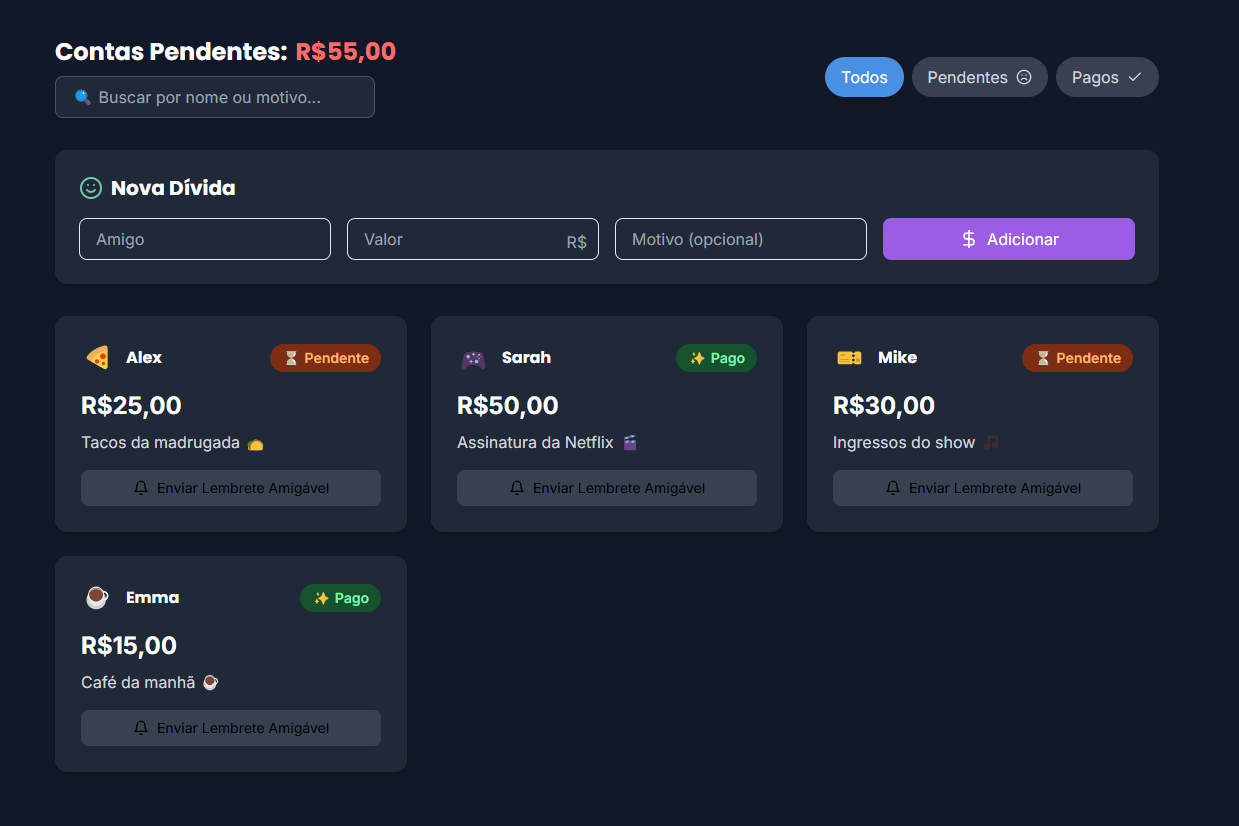 Contas Pendentes: R$55,00
🔍 Buscar por nome ou motivo...
Todos
Pendentes
Pagos
Nova Dívida
Amigo
Valor R$
Motivo (opcional)
$ Adicionar
🍕 Alex
⏳ Pendente
R$25,00
Tacos da madrugada 🌮
Enviar Lembrete Amigável
🎮 Sarah
✨ Pago
R$50,00
Assinatura da Netflix 🎬
Enviar Lembrete Amigável
🎫 Mike
⏳ Pendente
R$30,00
Ingressos do show 🎵
Enviar Lembrete Amigável
☕ Emma
✨ Pago
R$15,00
Café da manhã ☕
Enviar Lembrete Amigável